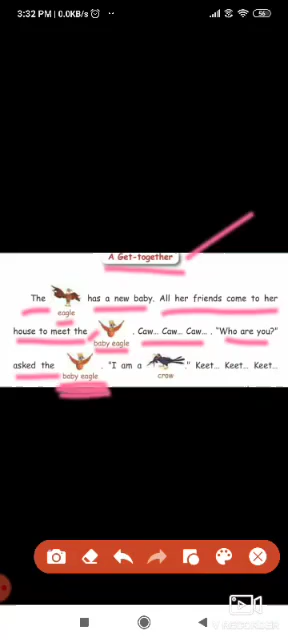 3:32 PM | 0.0KB/s
56
A Get-together
The eagle has a new baby. All her friends come to her
house to meet the baby eagle. Caw... Caw... Caw... . "Who are you?"
asked the baby eagle. "I am a crow." Keet... Keet... Keet...